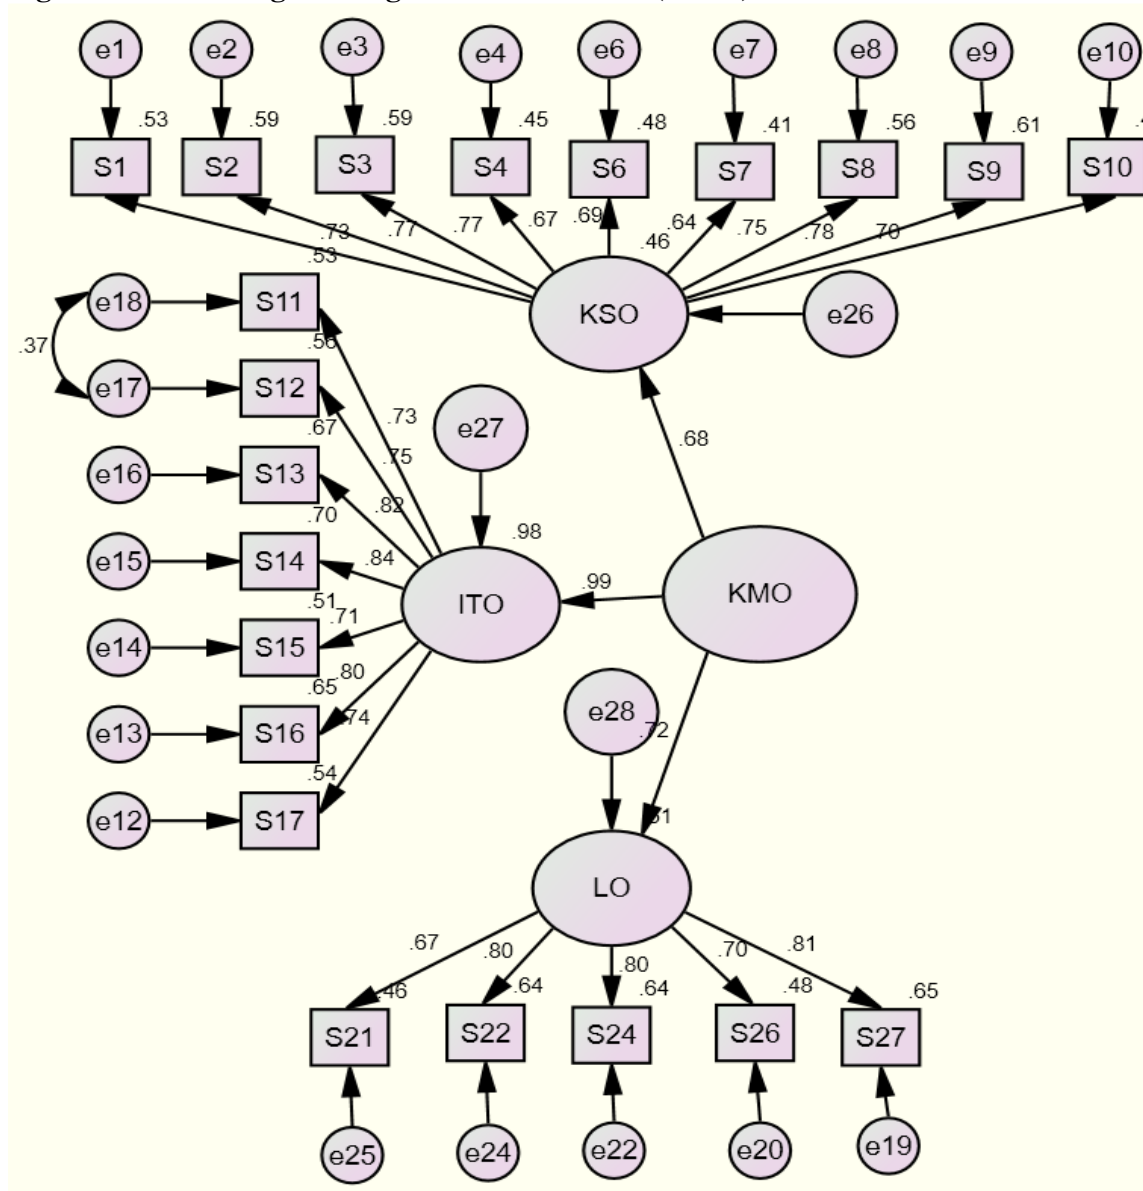 e1 e2 e3 e4 e6 e7 e8 e9 e10
.53 .59 .59 .45 .48 .41 .56 .61
S1 S2 S3 S4 S6 S7 S8 S9 S10
.73 .77 .77 .67 .69 .64 .75 .78 .70
.46
KSO
e26
.53
e18 S11
.37
.56
e17 S12
.67
e16 S13
.70
e15 S14
e14 S15
.51
e13 S16
.65
e12 S17
.54
.73
.75
.82
.84
.71
.80
.74
e27
.98
ITO
.99
KMO
.68
.72
e28
LO
.67 .80 .80 .70 .81
.46 .64 .64 .48 .65
S21 S22 S24 S26 S27
e25 e24 e22 e20 e19